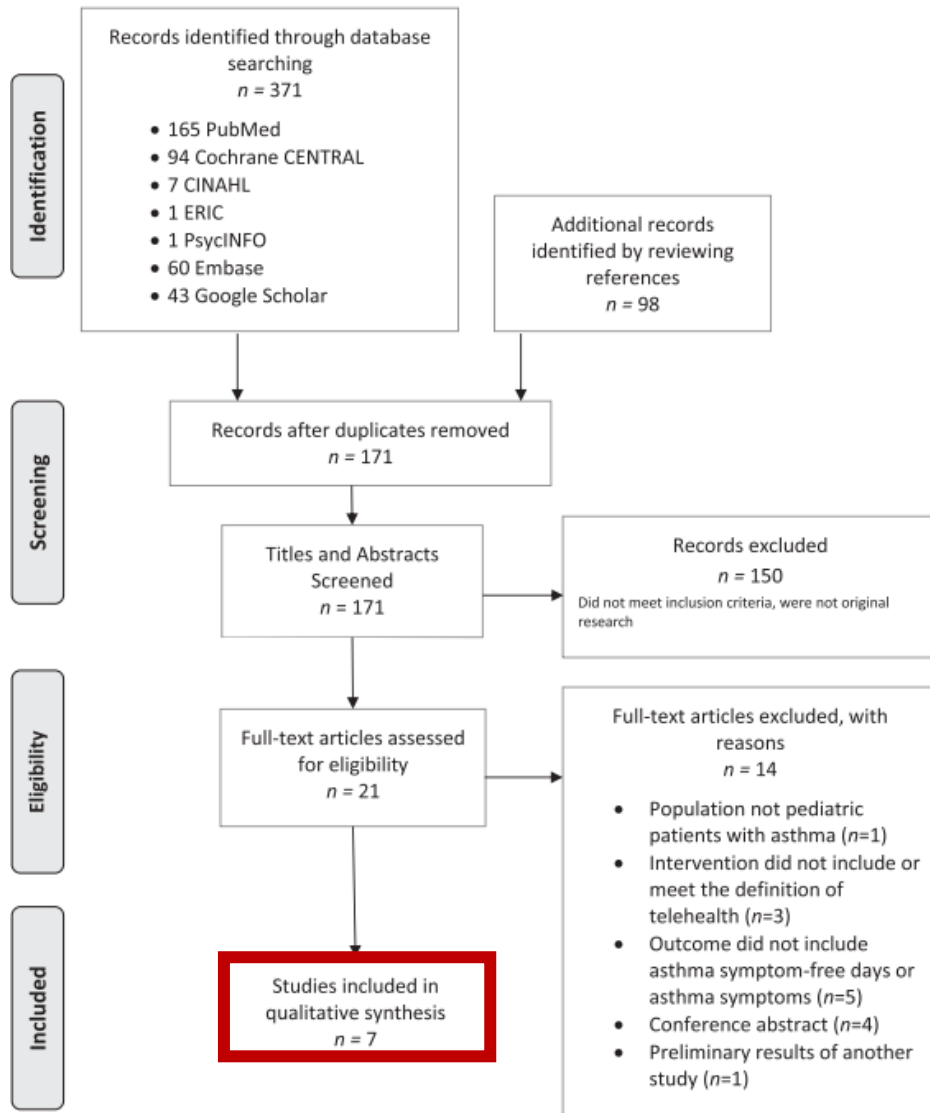 Identification
Records identified through database
searching
n = 371
• 165 PubMed
• 94 Cochrane CENTRAL
• 7 CINAHL
• 1 ERIC
• 1 PsycINFO
• 60 Embase
• 43 Google Scholar
Additional records
identified by reviewing
references
n = 98
Screening
Records after duplicates removed
n = 171
Titles and Abstracts
Screened
n = 171
Records excluded
n = 150
Did not meet inclusion criteria, were not original
research
Eligibility
Full-text articles assessed
for eligibility
n = 21
Full-text articles excluded, with
reasons
n = 14
• Population not pediatric
patients with asthma (n=1)
• Intervention did not include or
meet the definition of
telehealth (n=3)
• Outcome did not include
asthma symptom-free days or
asthma symptoms (n=5)
• Conference abstract (n=4)
• Preliminary results of another
study (n=1)
Included
Studies included in
qualitative synthesis
n = 7